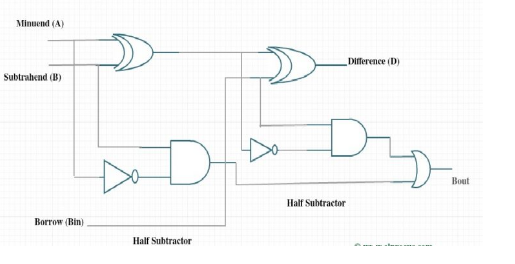 Minuend (A)
Subtrahend (B)
Difference (D)
Bout
Half Subtractor
Borrow (Bin)
Half Subtractor